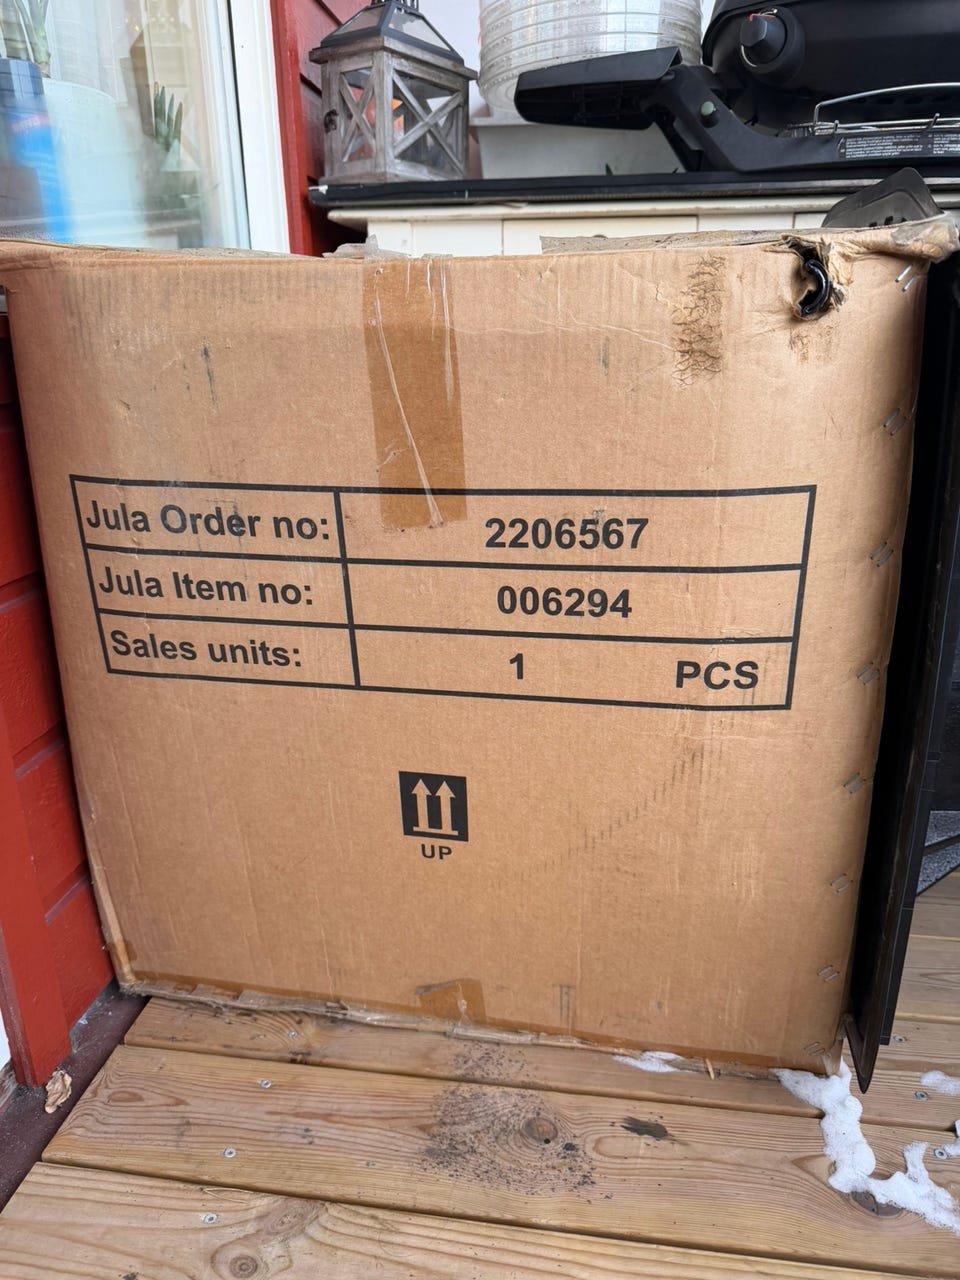 Jula Order no: 2206567
Jula Item no: 006294
Sales units: 1 PCS
UP